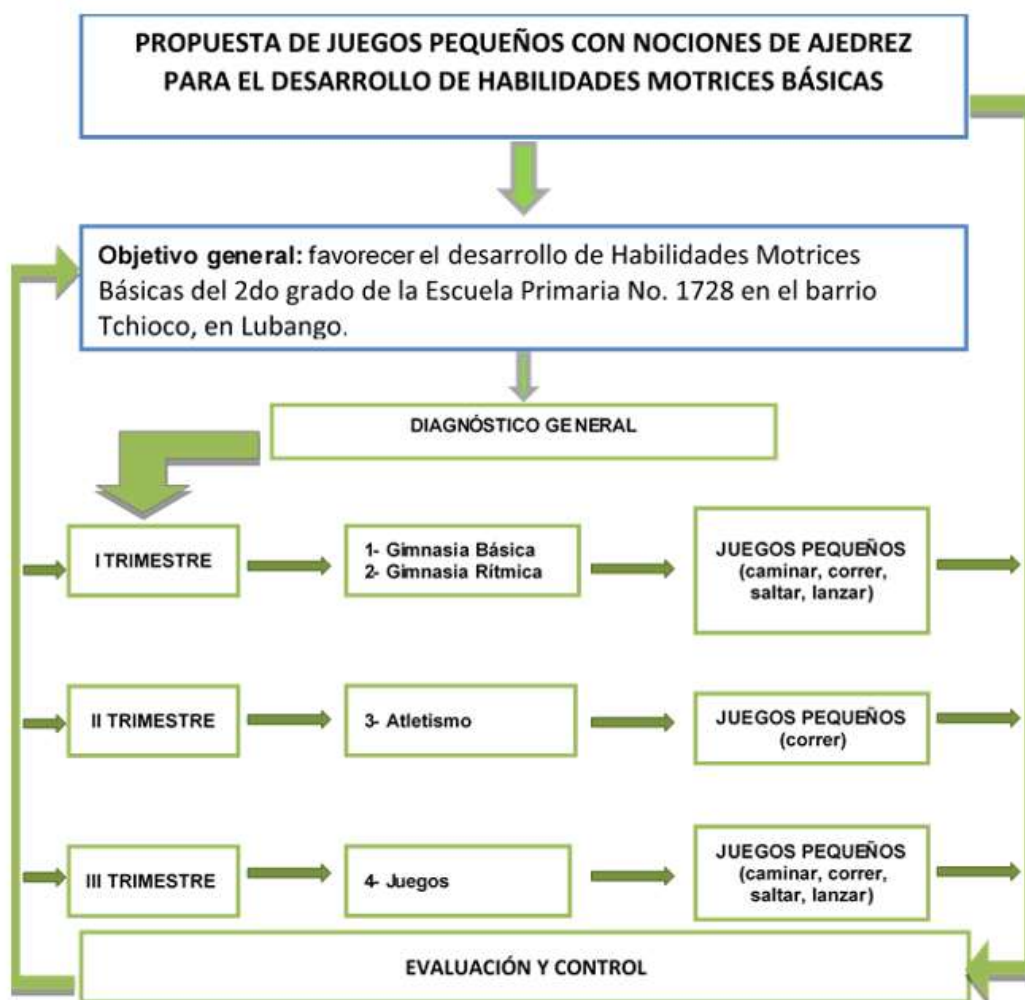 PROPUESTA DE JUEGOS PEQUEÑOS CON NOCIONES DE AJEDREZ
PARA EL DESARROLLO DE HABILIDADES MOTRICES BÁSICAS
Objetivo general: favorecer el desarrollo de Habilidades Motrices
Básicas del 2do grado de la Escuela Primaria No. 1728 en el barrio
Tchioco, en Lubango.
DIAGNÓSTICO GENERAL
I TRIMESTRE
1- Gimnasia Básica
2- Gimnasia Rítmica
JUEGOS PEQUEÑOS
(caminar, correr,
saltar, lanzar)
II TRIMESTRE
3- Atletismo
JUEGOS PEQUEÑOS
(correr)
III TRIMESTRE
4- Juegos
JUEGOS PEQUEÑOS
(caminar, correr,
saltar, lanzar)
EVALUACIÓN Y CONTROL